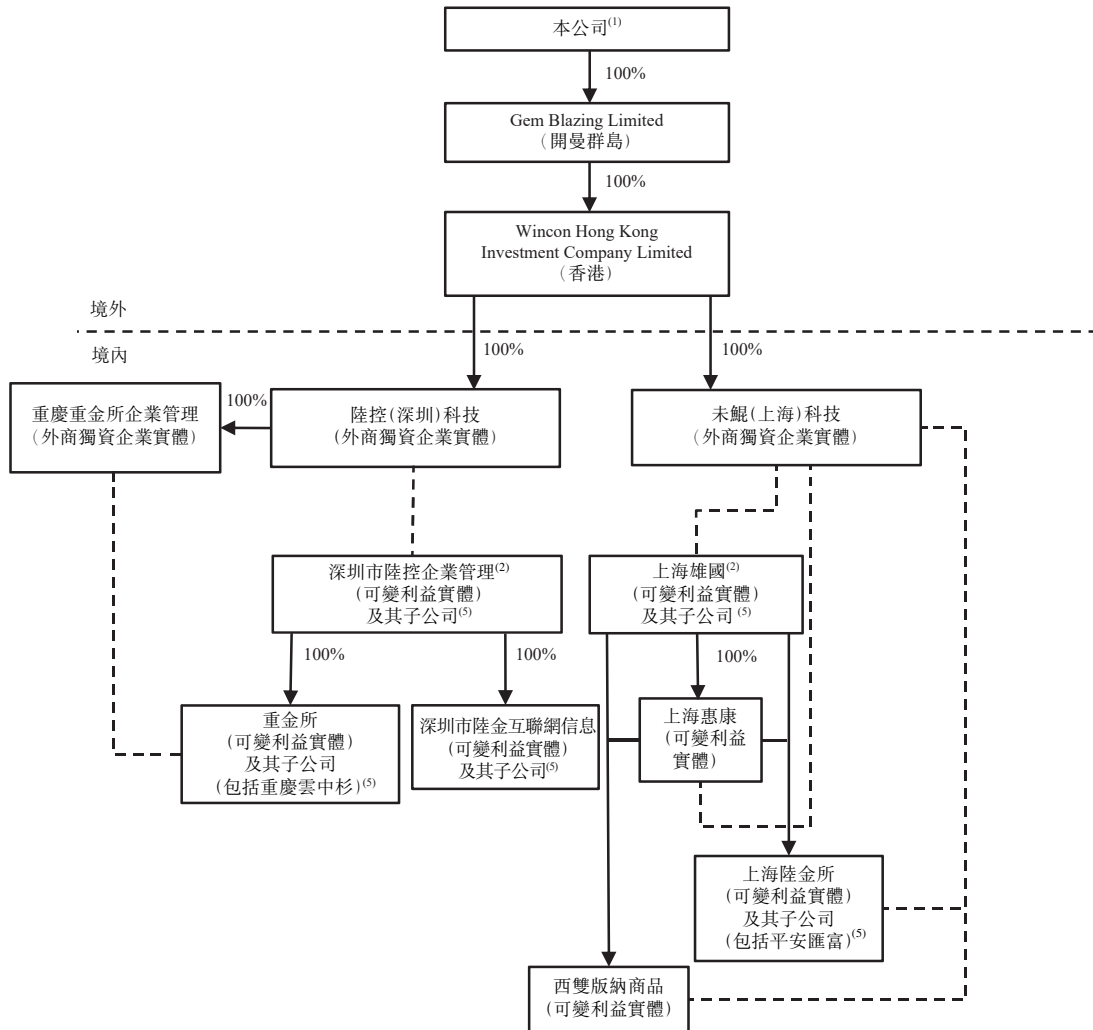 本公司(1)
100%
Gem Blazing Limited
(開曼群島)
100%
Wincon Hong Kong
Investment Company Limited
(香港)
境外
境內
100%
100%
重慶重金所企業管理
(外商獨資企業實體)
100%
陸控(深圳)科技
(外商獨資企業實體)
未鯤(上海)科技
(外商獨資企業實體)
深圳市陸控企業管理(2)
(可變利益實體)
及其子公司(5)
上海雄國(2)
(可變利益實體)
及其子公司(5)
100%
100%
100%
重金所
(可變利益實體)
及其子公司
(包括重慶雲中杉)(5)
深圳市陸金互聯網信息
(可變利益實體)
及其子公司(5)
上海惠康
(可變利益
實體)
上海陸金所
(可變利益實體)
及其子公司
(包括平安匯富)(5)
西雙版納商品
(可變利益實體)